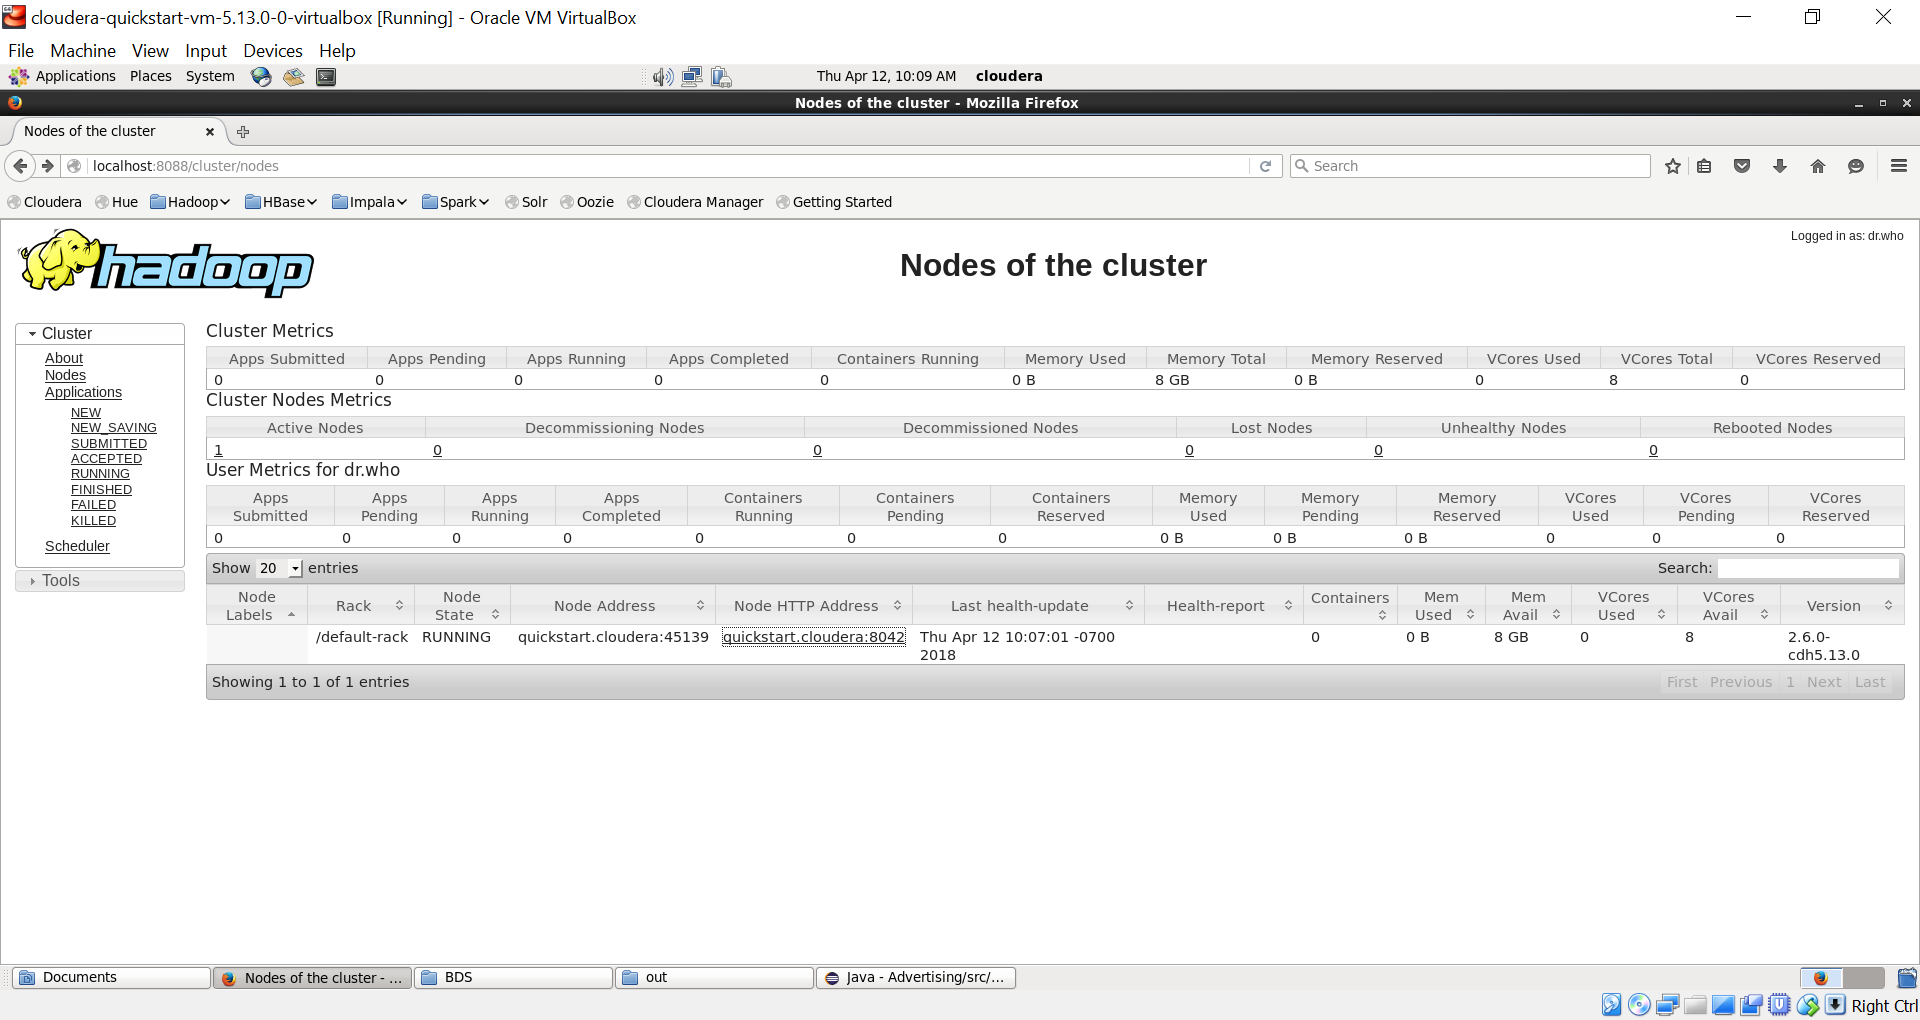 cloudera-quickstart-vm-5.13.0-0-virtualbox [Running] - Oracle VM VirtualBox
File Machine View Input Devices Help
Applications Places System Thu Apr 12, 10:09 AM cloudera
Nodes of the cluster - Mozilla Firefox
Nodes of the cluster
localhost:8088/cluster/nodes Search
Cloudera Hue Hadoop HBase Impala Spark Solr Oozie Cloudera Manager Getting Started
Logged in as: dr.who
hadoop
Nodes of the cluster
Cluster
About
Nodes
Applications
NEW
NEW_SAVING
SUBMITTED
ACCEPTED
RUNNING
FINISHED
FAILED
KILLED
Scheduler
Tools
Cluster Metrics
Apps Submitted Apps Pending Apps Running Apps Completed Containers Running Memory Used Memory Total Memory Reserved VCores Used VCores Total VCores Reserved
0 0 0 0 0 0 B 8 GB 0 B 0 8 0
Cluster Nodes Metrics
Active Nodes Decommissioning Nodes Decommissioned Nodes Lost Nodes Unhealthy Nodes Rebooted Nodes
1 0 0 0 0 0
User Metrics for dr.who
Apps Submitted Apps Pending Apps Running Apps Completed Containers Running Containers Pending Containers Reserved Memory Used Memory Pending Memory Reserved VCores Used VCores Pending VCores Reserved
0 0 0 0 0 0 0 0 B 0 B 0 B 0 0 0
Show 20 entries Search:
Node Labels Rack Node State Node Address Node HTTP Address Last health-update Health-report Containers Mem Used Mem Avail VCores Used VCores Avail Version
/default-rack RUNNING quickstart.cloudera:45139 quickstart.cloudera:8042 Thu Apr 12 10:07:01 -0700 2018 0 0 B 8 GB 0 8 2.6.0-cdh5.13.0
Showing 1 to 1 of 1 entries First Previous 1 Next Last
Documents Nodes of the cluster - ... BDS out Java - Advertising/src/...
Right Ctrl